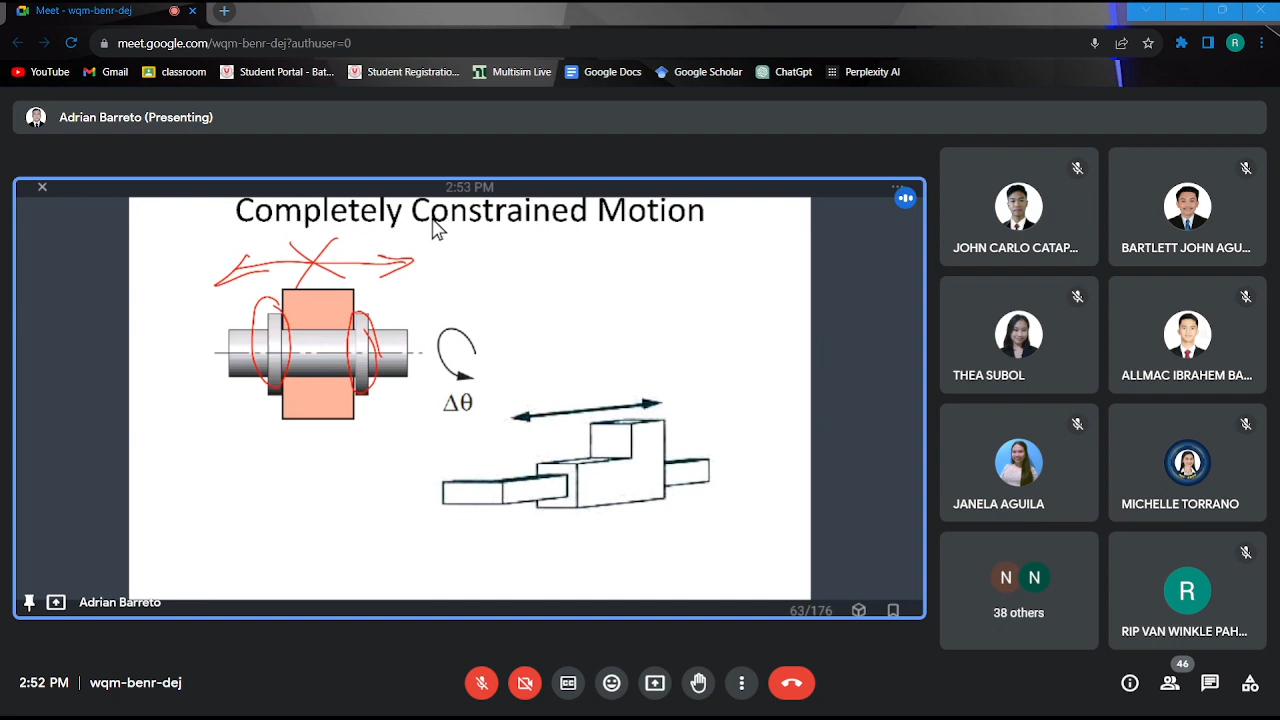 Meet - wqm-benr-dej
meet.google.com/wqm-benr-dej?authuser=0
R
YouTube
Gmail
classroom
Student Portal - Bat...
Student Registratio...
Multisim Live
Google Docs
Google Scholar
ChatGpt
Perplexity AI
Adrian Barreto (Presenting)
2:53 PM
Completely Constrained Motion
Δθ
63/176
Adrian Barreto
JOHN CARLO CATAP...
BARTLETT JOHN AGU...
THEA SUBOL
ALLMAC IBRAHEM BA...
JANELA AGUILA
MICHELLE TORRANO
N N
38 others
R
RIP VAN WINKLE PAH...
2:52 PM | wqm-benr-dej
46